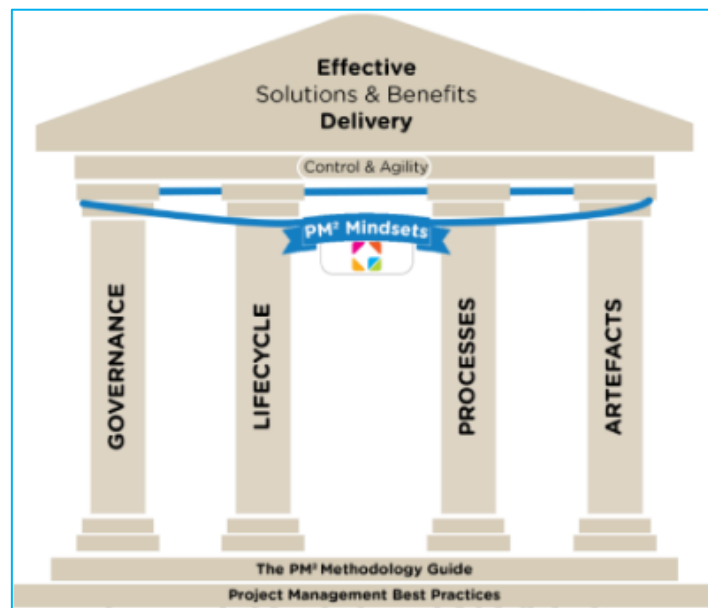 Effective
Solutions & Benefits
Delivery
Control & Agility
PM² Mindsets
GOVERNANCE
LIFECYCLE
PROCESSES
ARTEFACTS
The PM² Methodology Guide
Project Management Best Practices